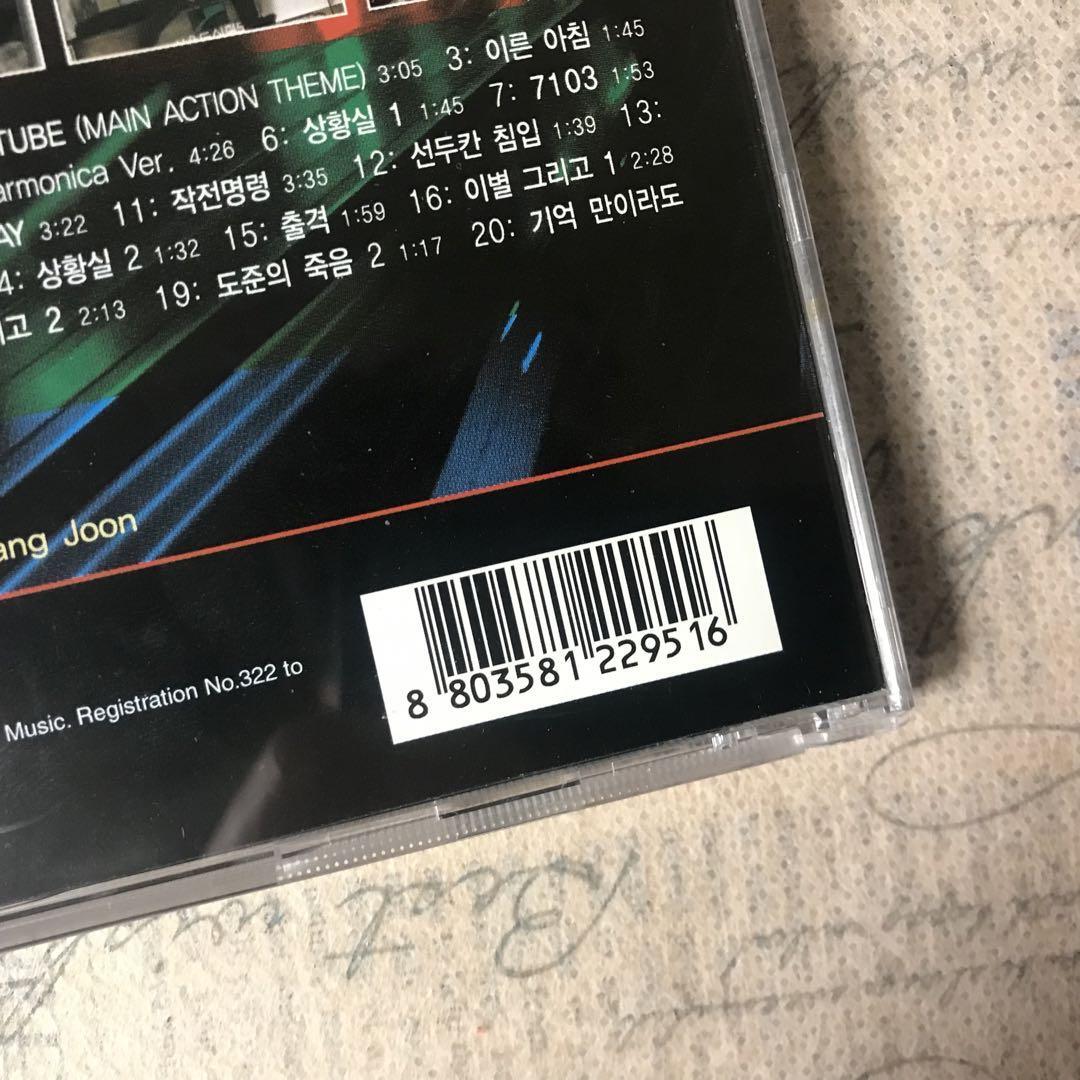 TUBE (MAIN ACTION THEME) 3:05 3: 이른 아침 1:45
armonica Ver. 4:26 6: 상황실 1 1:45 7: 7103 1:53
AY 3:22 11: 작전명령 3:35 12: 선두칸 침입 1:39 13:
4: 상황실 2 1:32 15: 출격 1:59 16: 이별 그리고 1 2:28
고 2 2:13 19: 도준의 죽음 2 1:17 20: 기억 만이라도
ang Joon
Music. Registration No.322 to
8 803581 229516